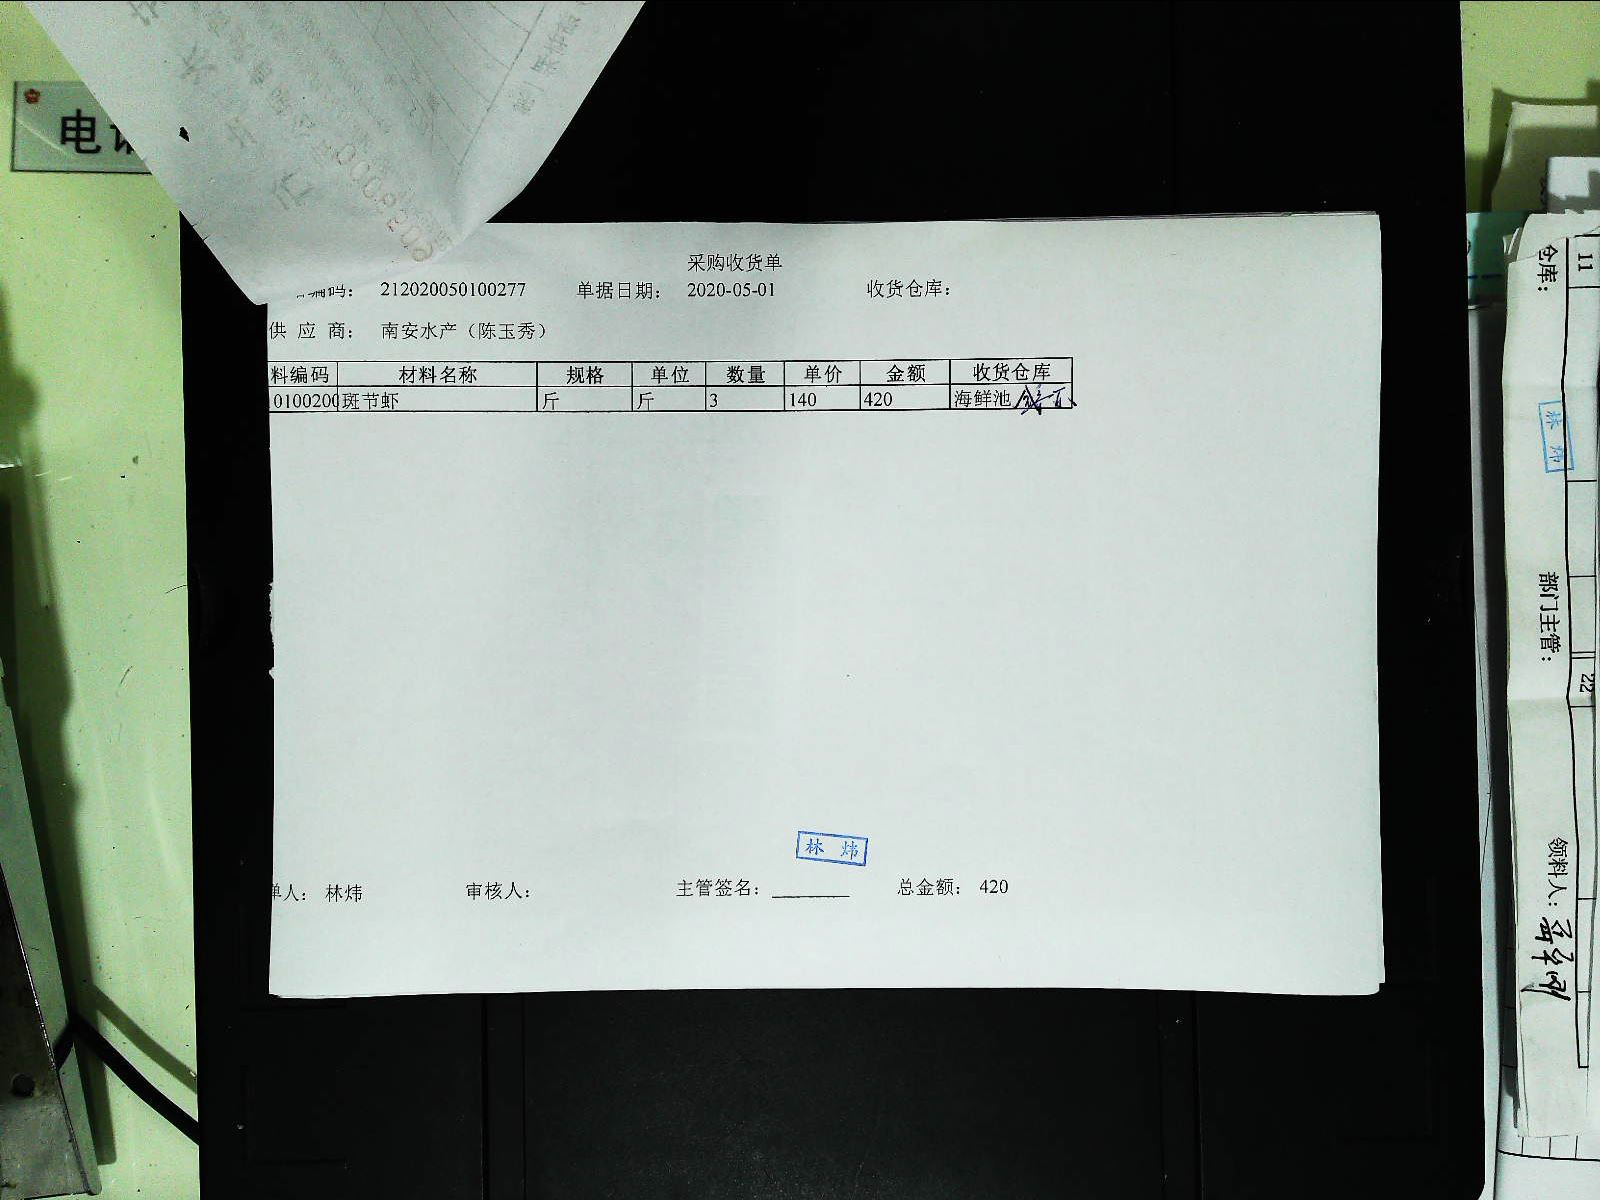 电
采购收货单
编码： 212020050100277 单据日期： 2020-05-01 收货仓库：
供 应 商： 南安水产（陈玉秀）
料编码 材料名称 规格 单位 数量 单价 金额 收货仓库
0100200 斑节虾 斤 斤 3 140 420 海鲜池
林 炜
单人： 林炜 审核人： 主管签名： 总金额： 420
11
仓库：
林 炜
部门主管：
22
领料人：